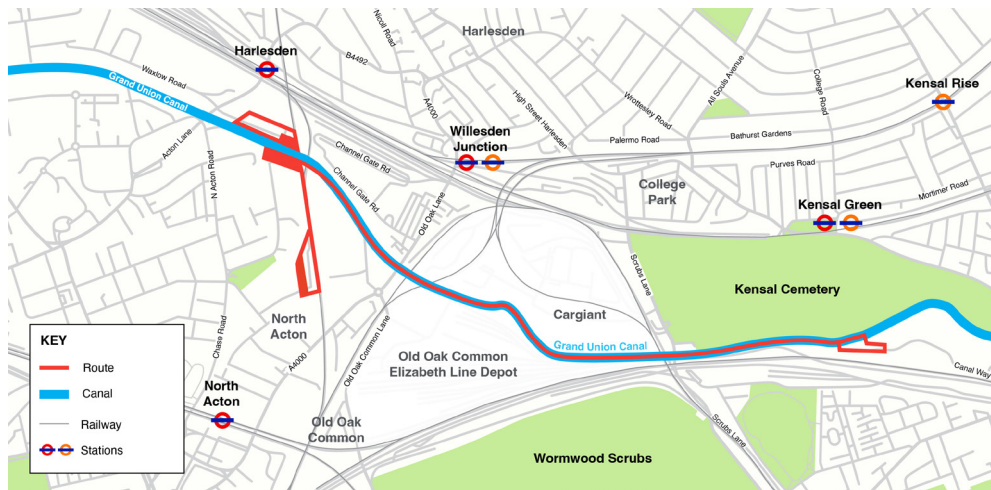 Harlesden
Nicoll Road
Harlesden
B4492
Waxlow Road
Grand Union Canal
A4000
High Street Harlesden
Wrottesley Road
All Souls Avenue
College Road
Kensal Rise
Acton Lane
N Acton Road
Channel Gate Rd
Channel Gate Rd
Willesden
Junction
Palermo Road
Bathurst Gardens
Purves Road
Mortimer Road
College
Park
Kensal Green
Old Oak Lane
Scrubs Lane
Kensal Cemetery
North
Acton
Chase Road
A4000
Old Oak Common Lane
Cargiant
Grand Union Canal
Old Oak Common
Elizabeth Line Depot
Canal Way
North
Acton
Old Oak
Common
Scrubs Lane
Wormwood Scrubs
KEY
Route
Canal
Railway
Stations